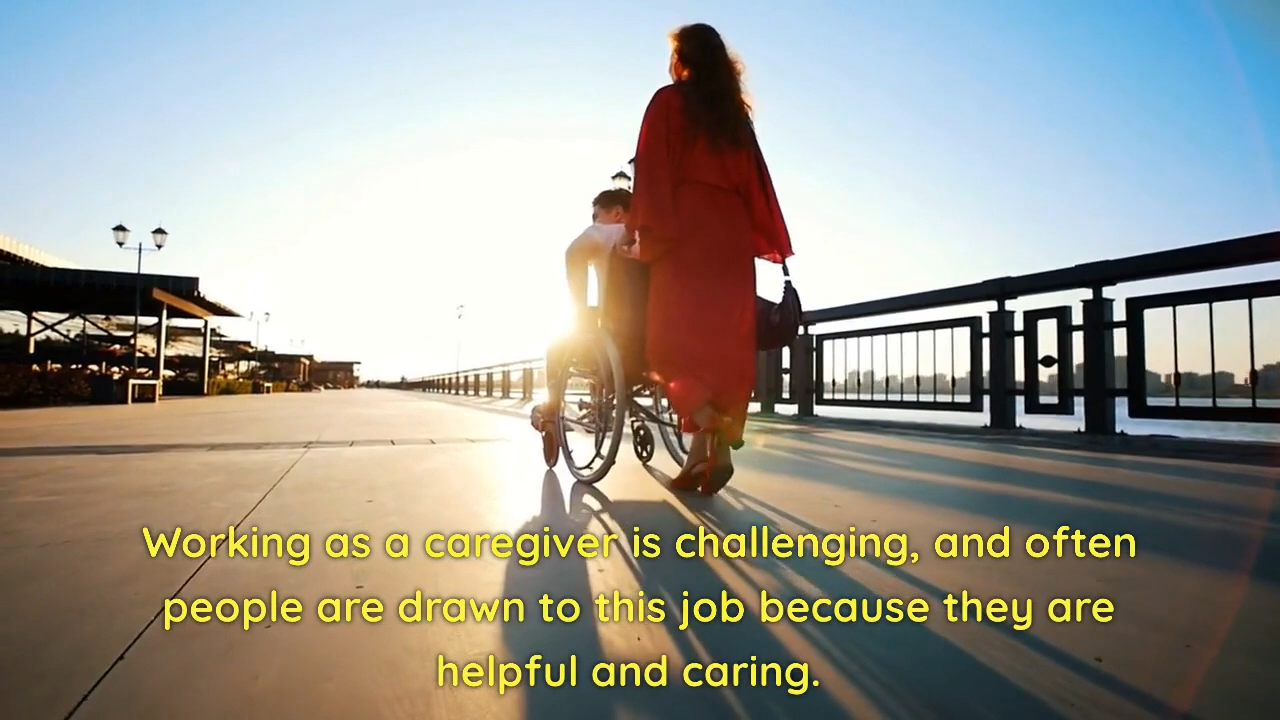 Working as a caregiver is challenging, and often
people are drawn to this job because they are
helpful and caring.